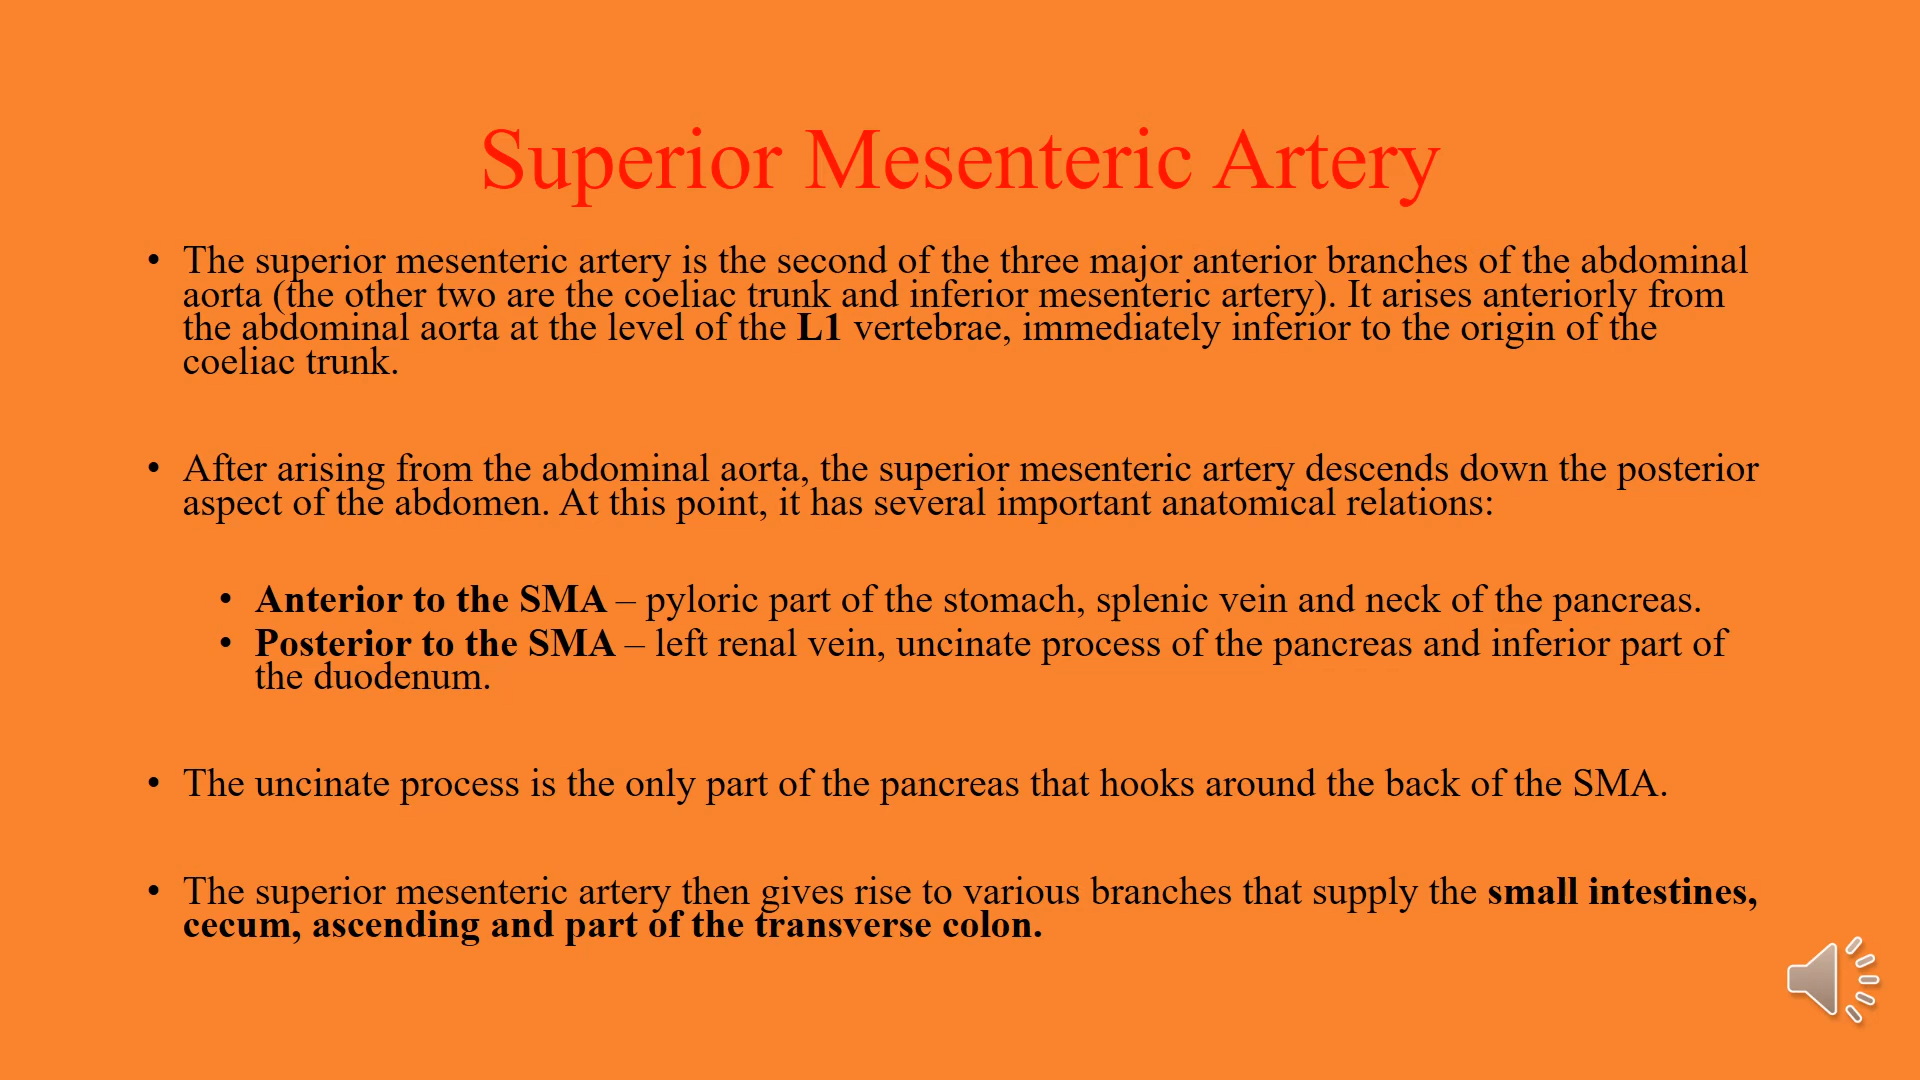 Superior Mesenteric Artery
• The superior mesenteric artery is the second of the three major anterior branches of the abdominal
aorta (the other two are the coeliac trunk and inferior mesenteric artery). It arises anteriorly from
the abdominal aorta at the level of the L1 vertebrae, immediately inferior to the origin of the
coeliac trunk.
• After arising from the abdominal aorta, the superior mesenteric artery descends down the posterior
aspect of the abdomen. At this point, it has several important anatomical relations:
• Anterior to the SMA – pyloric part of the stomach, splenic vein and neck of the pancreas.
• Posterior to the SMA – left renal vein, uncinate process of the pancreas and inferior part of
the duodenum.
• The uncinate process is the only part of the pancreas that hooks around the back of the SMA.
• The superior mesenteric artery then gives rise to various branches that supply the small intestines,
cecum, ascending and part of the transverse colon.